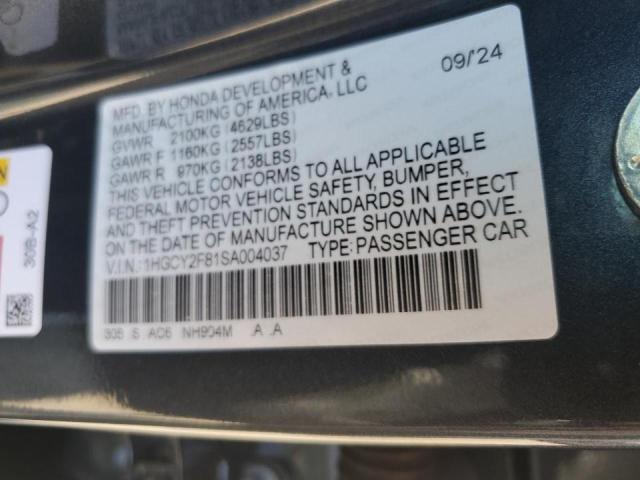 MFD. BY HONDA DEVELOPMENT & 09/24
MANUFACTURING OF AMERICA, LLC
GVWR 2100KG (4629LBS)
GAWR F 1160KG (2557LBS)
GAWR R 970KG (2138LBS)
THIS VEHICLE CONFORMS TO ALL APPLICABLE
FEDERAL MOTOR VEHICLE SAFETY, BUMPER,
AND THEFT PREVENTION STANDARDS IN EFFECT
ON THE DATE OF MANUFACTURE SHOWN ABOVE.
V.I.N.:1HGCY2F81SA004037 TYPE:PASSENGER CAR
30B S A06 NH904M A A
30B-A2